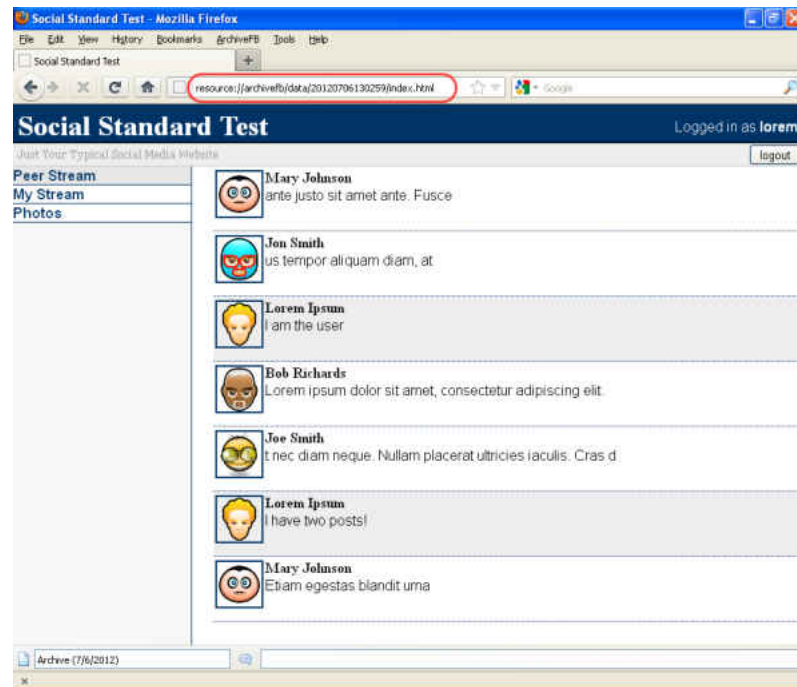 Social Standard Test - Mozilla Firefox
File Edit View History Bookmarks ArchiveFB Tools Help
Social Standard Test
resource://archivefb/data/20120706130259/index.html
Google
Social Standard Test
Logged in as lorem
Just Your Typical Social Media Website
logout
Peer Stream
My Stream
Photos
Mary Johnson
ante justo sit amet ante. Fusce
Jon Smith
us tempor aliquam diam, at
Lorem Ipsum
I am the user
Bob Richards
Lorem ipsum dolor sit amet, consectetur adipiscing elit.
Joe Smith
t nec diam neque. Nullam placerat ultricies iaculis. Cras d
Lorem Ipsum
I have two posts!
Mary Johnson
Etiam egestas blandit urna
Archive (7/6/2012)